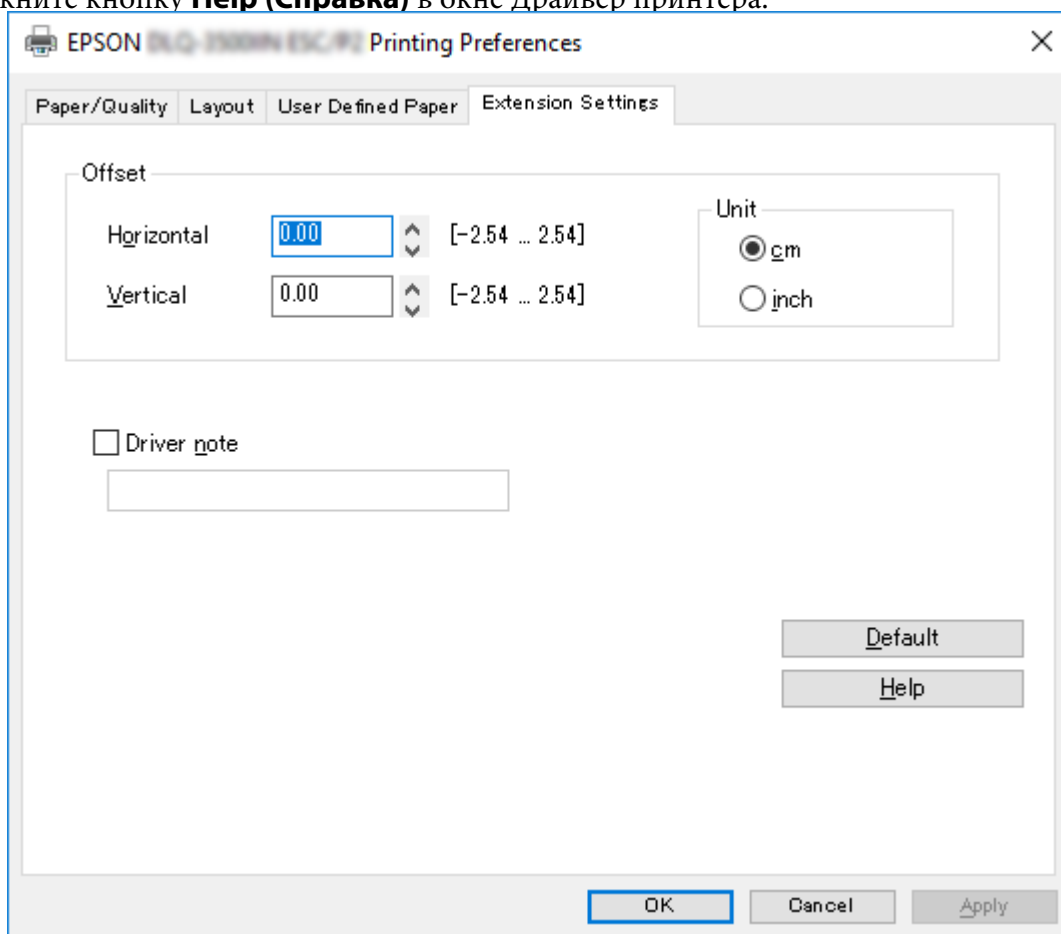 кните кнопку Help (Справка) в окне драйвер принтера.
EPSON Printing Preferences
Paper/Quality Layout User Defined Paper Extension Settings
Offset
Horizontal 0.00 [-2.54 ... 2.54]
Vertical 0.00 [-2.54 ... 2.54]
Unit
cm
inch
Driver note
Default
Help
OK Cancel Apply